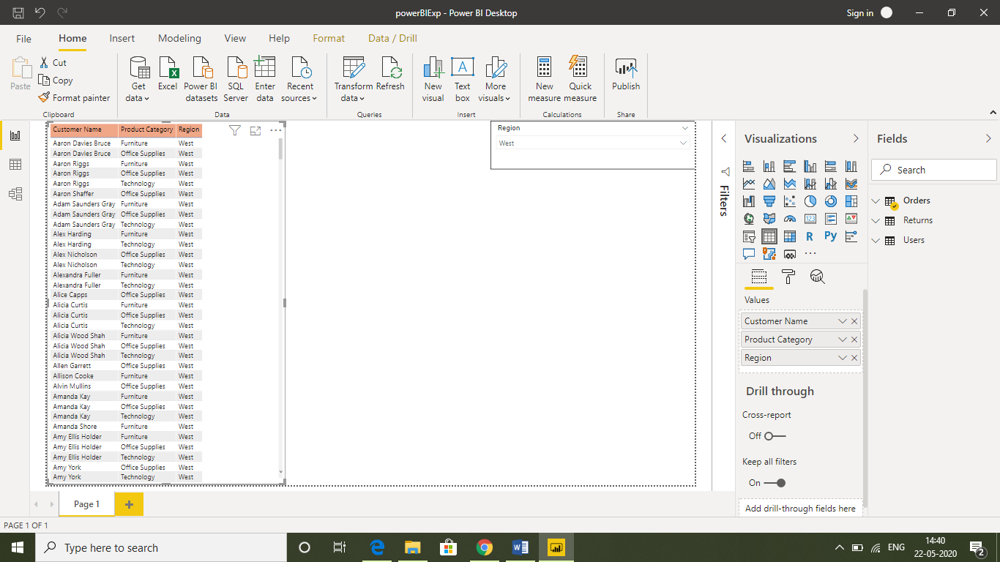 powerBIExp - Power BI Desktop
Sign in
File Home Insert Modeling View Help Format Data / Drill
Paste
Cut
Copy
Format painter
Clipboard
Get data
Excel
Power BI datasets
SQL Server
Enter data
Recent sources
Data
Transform data
Refresh
Queries
New visual
Text box
More visuals
Insert
New measure
Quick measure
Calculations
Publish
Share
Customer Name Product Category Region
Aaron Davies Bruce Furniture West
Aaron Davies Bruce Office Supplies West
Aaron Riggs Furniture West
Aaron Riggs Office Supplies West
Aaron Riggs Technology West
Aaron Shaffer Office Supplies West
Adam Saunders Gray Furniture West
Adam Saunders Gray Office Supplies West
Adam Saunders Gray Technology West
Alex Harding Furniture West
Alex Harding Technology West
Alex Nicholson Office Supplies West
Alex Nicholson Technology West
Alexandra Fuller Furniture West
Alexandra Fuller Technology West
Alice Capps Office Supplies West
Alicia Curtis Furniture West
Alicia Curtis Office Supplies West
Alicia Curtis Technology West
Alicia Wood Shah Furniture West
Alicia Wood Shah Office Supplies West
Alicia Wood Shah Technology West
Allen Garrett Office Supplies West
Allison Cooke Furniture West
Alvin Mullins Office Supplies West
Amanda Kay Furniture West
Amanda Kay Office Supplies West
Amanda Kay Technology West
Amanda Shore Furniture West
Amy Ellis Holder Furniture West
Amy Ellis Holder Office Supplies West
Amy Ellis Holder Technology West
Amy York Office Supplies West
Amy York Technology West
Region
West
Filters
Visualizations
123
R
Py
Values
Customer Name
Product Category
Region
Drill through
Cross-report
Off
Keep all filters
On
Add drill-through fields here
Fields
Search
Orders
Returns
Users
Page 1
PAGE 1 OF 1
Type here to search
ENG
14:40
22-05-2020
2